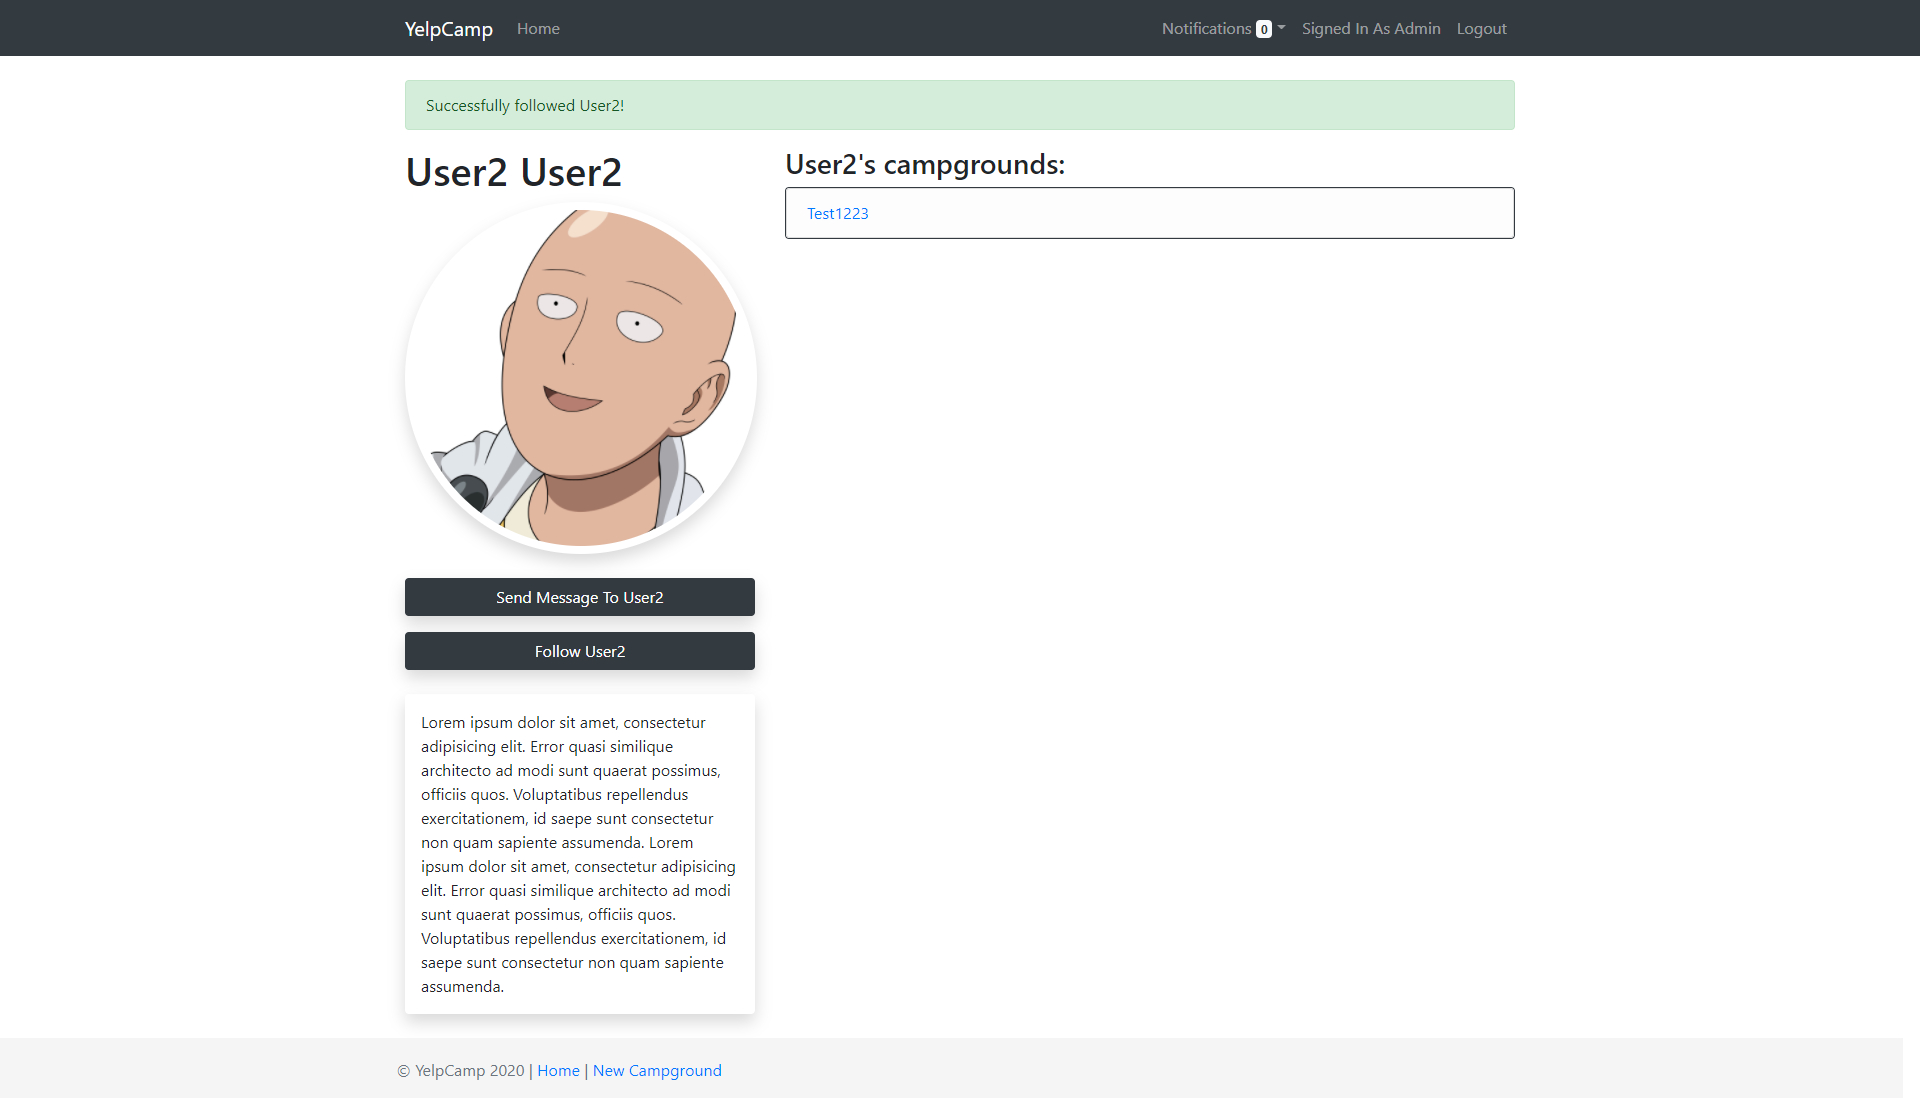 YelpCamp Home Notifications 0 Signed In As Admin Logout
Successfully followed User2!
User2 User2
User2's campgrounds:
Test1223
Send Message To User2
Follow User2
Lorem ipsum dolor sit amet, consectetur
adipisicing elit. Error quasi similique
architecto ad modi sunt quaerat possimus,
officiis quos. Voluptatibus repellendus
exercitationem, id saepe sunt consectetur
non quam sapiente assumenda. Lorem
ipsum dolor sit amet, consectetur adipisicing
elit. Error quasi similique architecto ad modi
sunt quaerat possimus, officiis quos.
Voluptatibus repellendus exercitationem, id
saepe sunt consectetur non quam sapiente
assumenda.
© YelpCamp 2020 | Home | New Campground